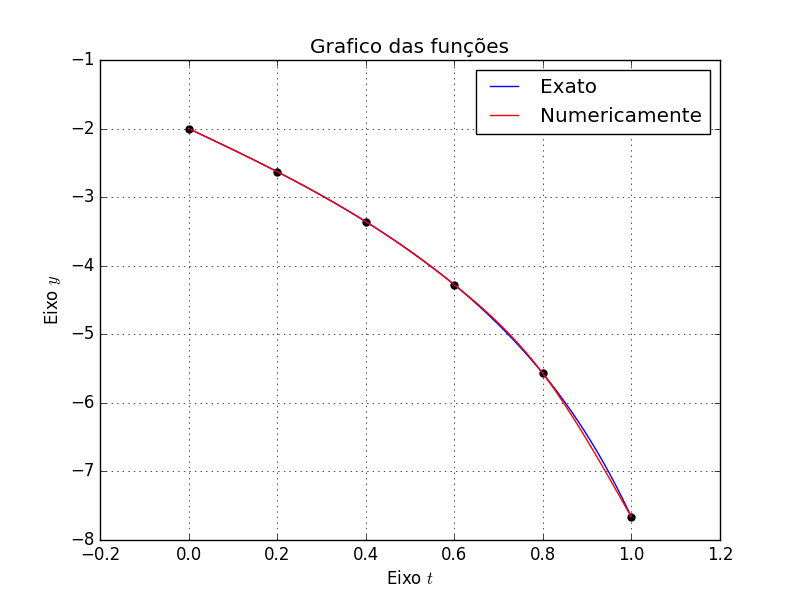 Grafico das funções
Exato
Numericamente
−1
−2
−3
−4
−5
−6
−7
−8
Eixo y
−0.2 0.0 0.2 0.4 0.6 0.8 1.0 1.2
Eixo t